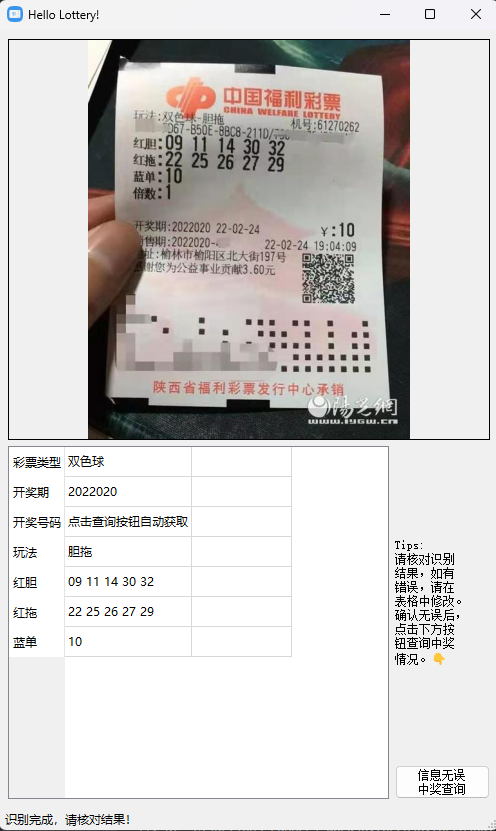 Hello Lottery!
中国福利彩票
CHINA WELFARE LOTTERY
玩法:双色球-胆拖
机号:61270262
7D67-B50E-8BC8-211D/
红胆:09 11 14 30 32
红拖:22 25 26 27 29
蓝单:10
倍数:1
开奖期:2022020 22-02-24
¥:10
销售期:2022020-
22-02-24 19:04:09
地址:榆林市榆阳区北大街197号
感谢您为公益事业贡献3.60元
陕西省福利彩票发行中心承销
陽光網
www.iygw.cn
彩票类型 双色球
开奖期 2022020
开奖号码 点击查询按钮自动获取
玩法 胆拖
红胆 09 11 14 30 32
红拖 22 25 26 27 29
蓝单 10
Tips:
请核对识别
结果，如有
错误，请在
表格中修改。
确认无误后，
点击下方按
钮查询中奖
情况。👇
信息无误
中奖查询
识别完成，请核对结果！